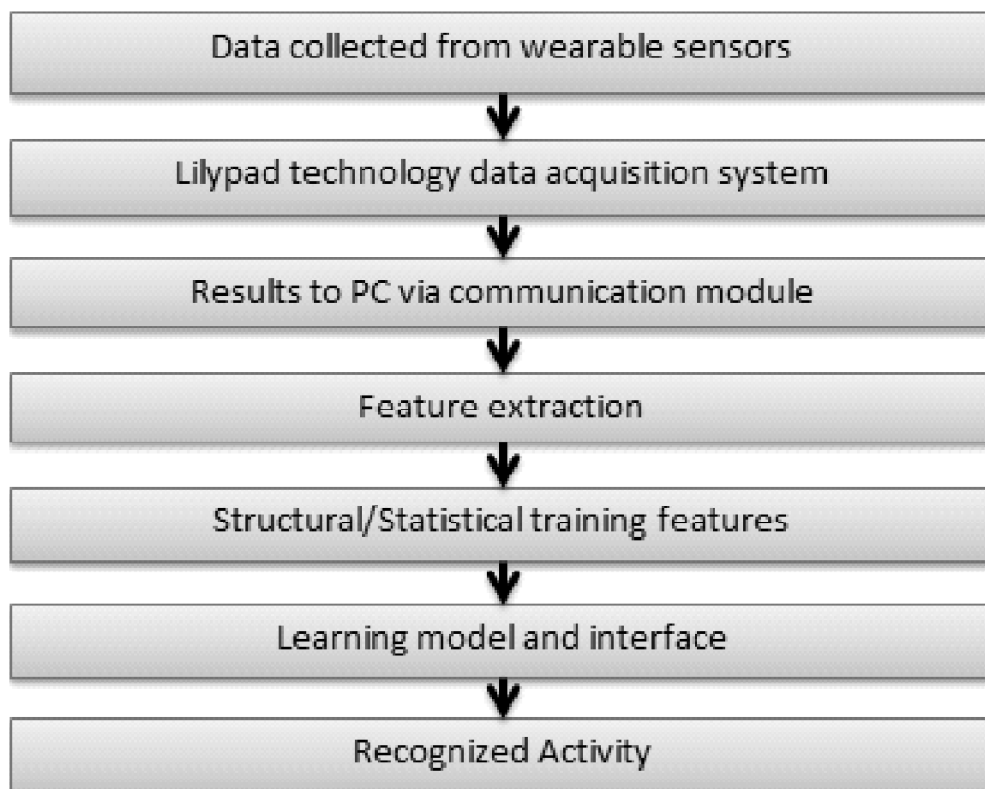 Data collected from wearable sensors
Lilypad technology data acquisition system
Results to PC via communication module
Feature extraction
Structural/Statistical training features
Learning model and interface
Recognized Activity